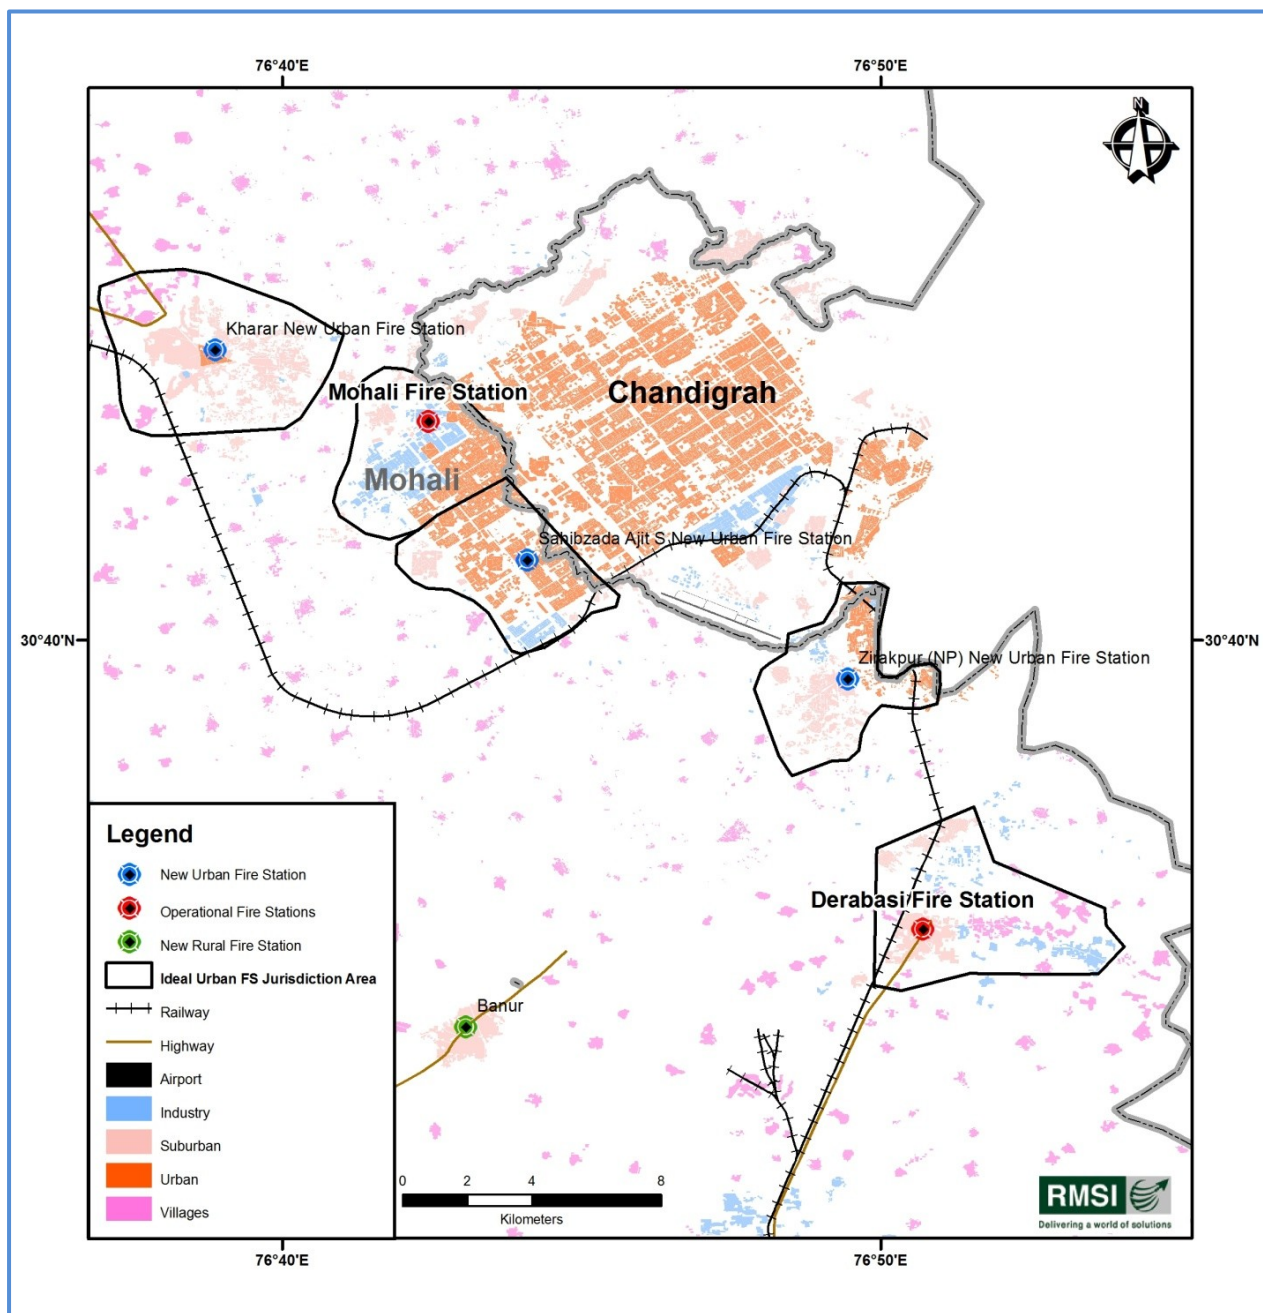 76°40'E
76°50'E
N
Kharar New Urban Fire Station
Mohali Fire Station
Chandigrah
Mohali
Sahibzada Ajit S.New Urban Fire Station
30°40'N
30°40'N
Zirakpur (NP) New Urban Fire Station
Legend
New Urban Fire Station
Operational Fire Stations
New Rural Fire Station
Ideal Urban FS Jurisdiction Area
Railway
Highway
Airport
Industry
Suburban
Urban
Villages
Derabasi Fire Station
Banur
0 2 4 8
Kilometers
RMSI
Delivering a world of solutions
76°40'E
76°50'E